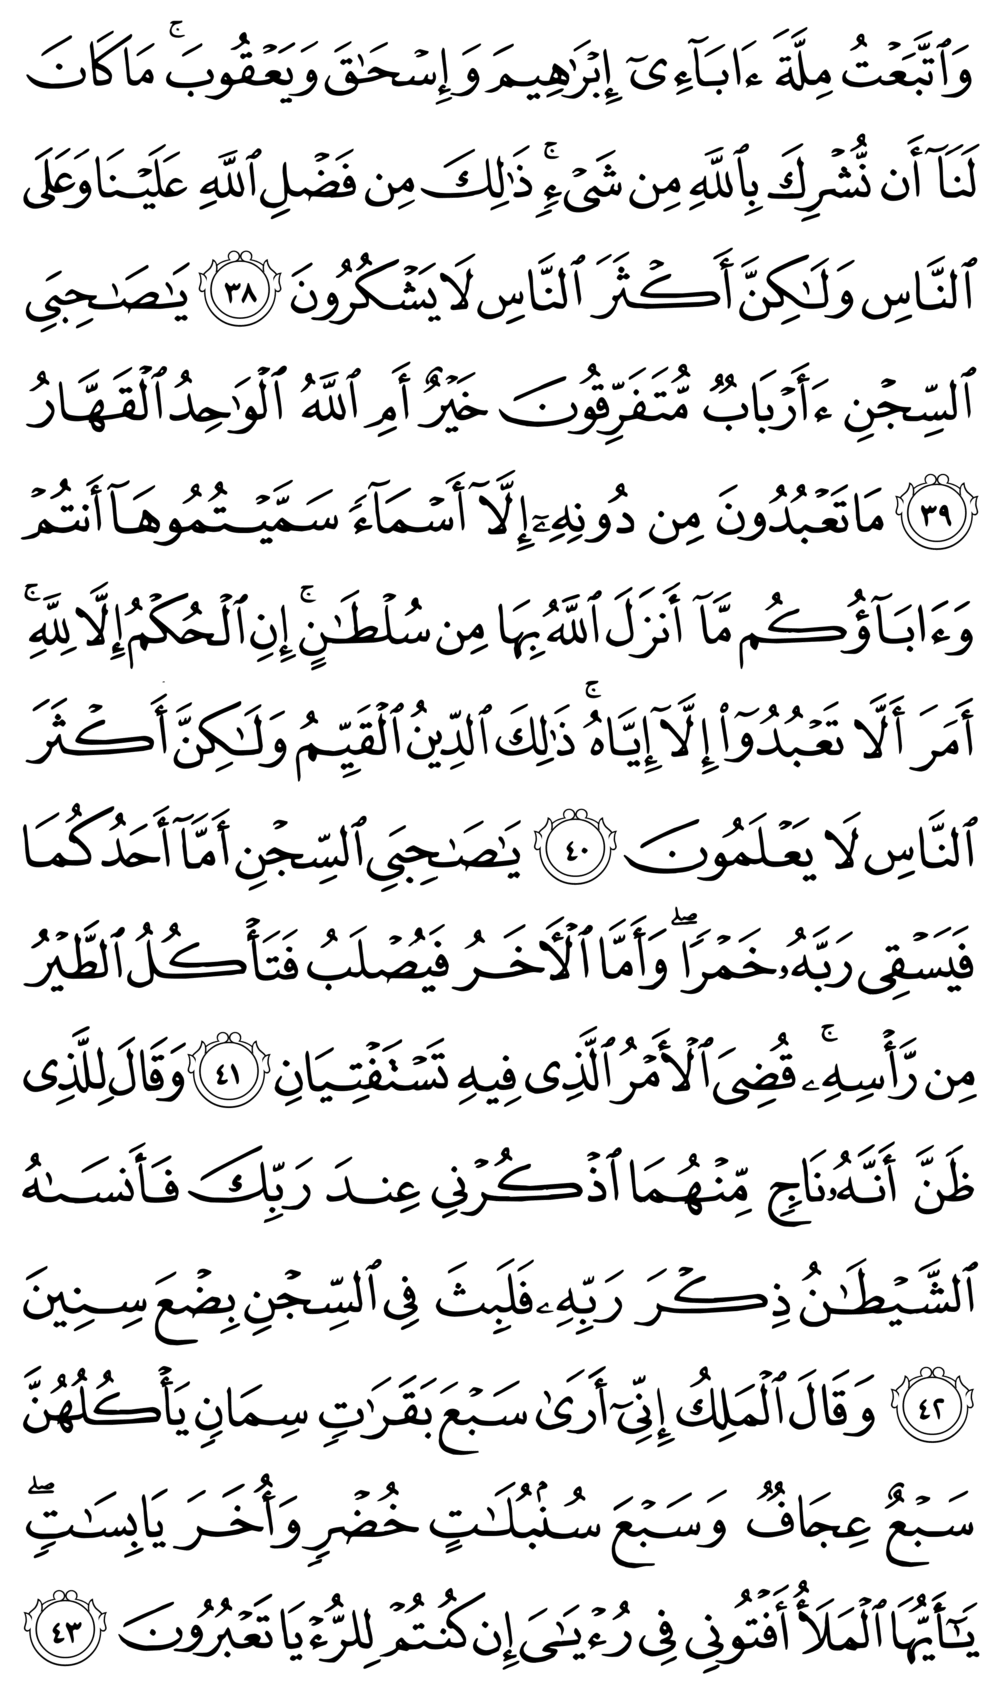 وَٱتَّبَعۡتُ مِلَّةَ ءَابَآءِيٓ إِبۡرَٰهِيمَ وَإِسۡحَٰقَ وَيَعۡقُوبَۚ مَا كَانَ
لَنَآ أَن نُّشۡرِكَ بِٱللَّهِ مِن شَيۡءٖۚ ذَٰلِكَ مِن فَضۡلِ ٱللَّهِ عَلَيۡنَا وَعَلَى
ٱلنَّاسِ وَلَٰكِنَّ أَكۡثَرَ ٱلنَّاسِ لَا يَشۡكُرُونَ ٣٨ يَٰصَٰحِبَيِ
ٱلسِّجۡنِ ءَأَرۡبَابٞ مُّتَفَرِّقُونَ خَيۡرٌ أَمِ ٱللَّهُ ٱلۡوَٰحِدُ ٱلۡقَهَّارُ
٣٩ مَا تَعۡبُدُونَ مِن دُونِهِۦٓ إِلَّآ أَسۡمَآءٗ سَمَّيۡتُمُوهَآ أَنتُمۡ
وَءَابَآؤُكُم مَّآ أَنزَلَ ٱللَّهُ بِهَا مِن سُلۡطَٰنٍۚ إِنِ ٱلۡحُكۡمُ إِلَّا لِلَّهِۚ
أَمَرَ أَلَّا تَعۡبُدُوٓاْ إِلَّآ إِيَّاهُۚ ذَٰلِكَ ٱلدِّينُ ٱلۡقَيِّمُ وَلَٰكِنَّ أَكۡثَرَ
ٱلنَّاسِ لَا يَعۡلَمُونَ ٤٠ يَٰصَٰحِبَيِ ٱلسِّجۡنِ أَمَّآ أَحَدُكُمَا
فَيَسۡقِي رَبَّهُۥ خَمۡرٗاۖ وَأَمَّا ٱلۡأٓخَرُ فَيُصۡلَبُ فَتَأۡكُلُ ٱلطَّيۡرُ
مِن رَّأۡسِهِۦۚ قُضِيَ ٱلۡأَمۡرُ ٱلَّذِي فِيهِ تَسۡتَفۡتِيَانِ ٤١ وَقَالَ لِلَّذِي
ظَنَّ أَنَّهُۥ نَاجٖ مِّنۡهُمَا ٱذۡكُرۡنِي عِندَ رَبِّكَ فَأَنسَىٰهُ
ٱلشَّيۡطَٰنُ ذِكۡرَ رَبِّهِۦ فَلَبِثَ فِي ٱلسِّجۡنِ بِضۡعَ سِنِينَ
٤٢ وَقَالَ ٱلۡمَلِكُ إِنِّيٓ أَرَىٰ سَبۡعَ بَقَرَٰتٖ سِمَانٖ يَأۡكُلُهُنَّ
سَبۡعٌ عِجَافٞ وَسَبۡعَ سُنۢبُلَٰتٍ خُضۡرٖ وَأُخَرَ يَابِسَٰتٖۖ
يَٰٓأَيُّهَا ٱلۡمَلَأُ أَفۡتُونِي فِي رُءۡيَٰيَ إِن كُنتُمۡ لِلرُّءۡيَا تَعۡبُرُونَ ٤٣